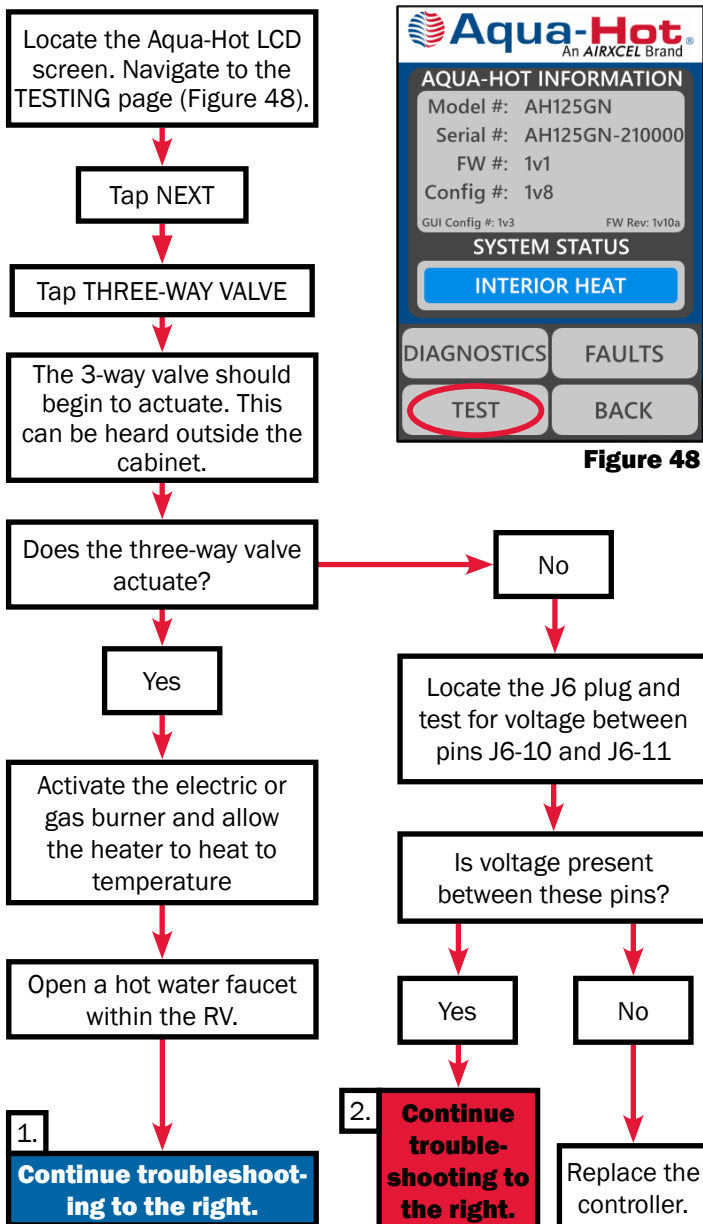 Locate the Aqua-Hot LCD
screen. Navigate to the
TESTING page (Figure 48).
Tap NEXT
Tap THREE-WAY VALVE
The 3-way valve should
begin to actuate. This
can be heard outside the
cabinet.
Aqua-Hot®
An AIRXCEL Brand
AQUA-HOT INFORMATION
Model #: AH125GN
Serial #: AH125GN-210000
FW #: 1v1
Config #: 1v8
GUI Config #: 1v3 FW Rev: 1v10a
SYSTEM STATUS
INTERIOR HEAT
DIAGNOSTICS FAULTS
TEST BACK
Figure 48
Does the three-way valve
actuate?
Yes
Activate the electric or
gas burner and allow
the heater to heat to
temperature
Open a hot water faucet
within the RV.
1.
Continue troubleshoot-
ing to the right.
No
Locate the J6 plug and
test for voltage between
pins J6-10 and J6-11
Is voltage present
between these pins?
Yes
2.
Continue
trouble-
shooting to
the right.
No
Replace the
controller.